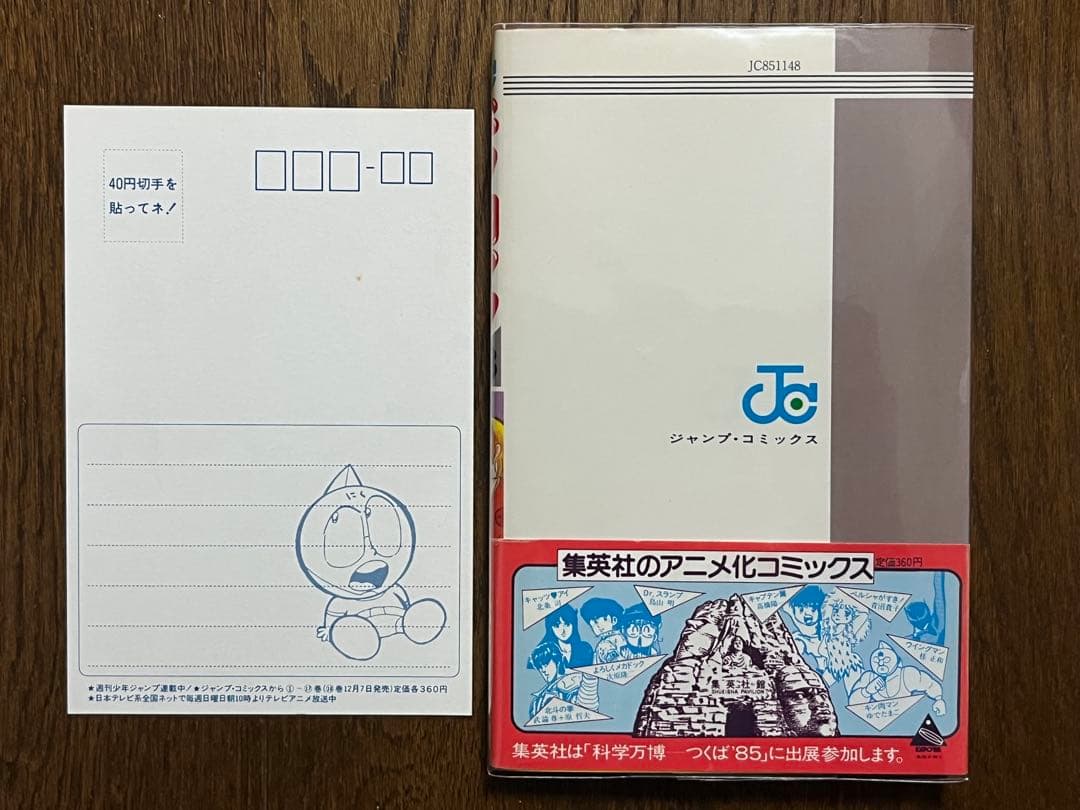 40円切手を
貼ってネ!
にく
★週刊少年ジャンプ連載中!★ジャンプ・コミックスから①-⑰巻(⑱巻12月7日発売)定価各360円
★日本テレビ系全国ネットで毎週日曜日朝10時よりテレビアニメ放送中
JC851148
JC
ジャンプ・コミックス
集英社のアニメ化コミックス
定価360円
キャッツ♥アイ
北条 司
Dr.スランプ
鳥山 明
キャプテン翼
高橋陽一
ペルシャがすき!
青沼貴子
よろしくメカドック
次原隆二
ウイングマン
桂 正和
北斗の拳
武論尊+原哲夫
キン肉マン
ゆでたまご
集英社館
SHUEISHA PAVILION
EXPO'85
集英社は「科学万博―つくば'85」に出展参加します。